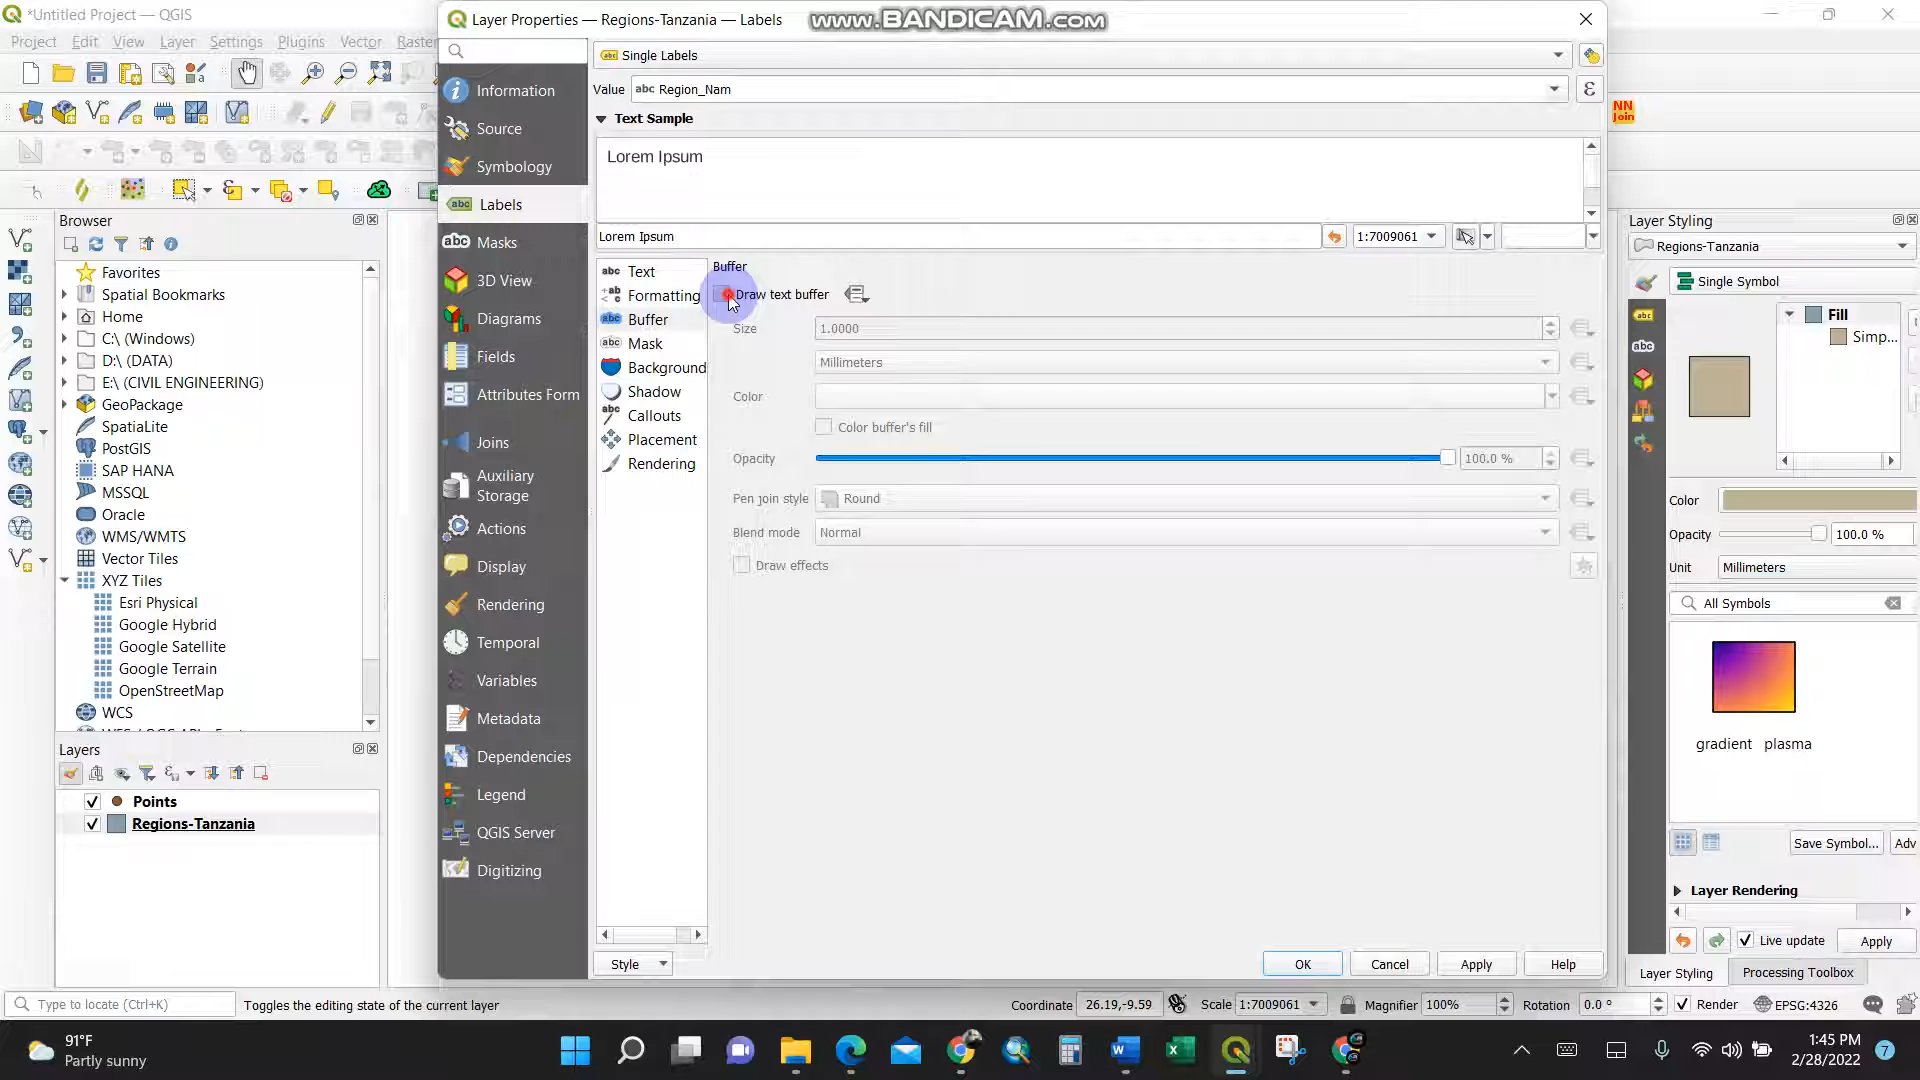 *Untitled Project — QGIS
Layer Properties — Regions-Tanzania — Labels
WWW.BANDICAM.COM
Project Edit View Layer Settings Plugins Vector Raster
Single Labels
Value abc Region_Nam
Text Sample
Lorem Ipsum
Lorem Ipsum
1:7009061
NN
Join
Information
Source
Symbology
Labels
Masks
3D View
Diagrams
Fields
Attributes Form
Joins
Auxiliary
Storage
Actions
Display
Rendering
Temporal
Variables
Metadata
Dependencies
Legend
QGIS Server
Digitizing
Text
Formatting
Buffer
Mask
Background
Shadow
Callouts
Placement
Rendering
Buffer
Draw text buffer
Size 1.0000
Millimeters
Color
Color buffer's fill
Opacity 100.0 %
Pen join style Round
Blend mode Normal
Draw effects
Style
OK Cancel Apply Help
Browser
Favorites
Spatial Bookmarks
Home
C:\ (Windows)
D:\ (DATA)
E:\ (CIVIL ENGINEERING)
GeoPackage
SpatiaLite
PostGIS
SAP HANA
MSSQL
Oracle
WMS/WMTS
Vector Tiles
XYZ Tiles
Esri Physical
Google Hybrid
Google Satellite
Google Terrain
OpenStreetMap
WCS
Layers
Points
Regions-Tanzania
Layer Styling
Regions-Tanzania
Single Symbol
Fill
Simp...
Color
Opacity 100.0 %
Unit Millimeters
All Symbols
gradient plasma
Save Symbol... Adv
Layer Rendering
Live update Apply
Layer Styling Processing Toolbox
Type to locate (Ctrl+K) Toggles the editing state of the current layer
Coordinate 26.19,-9.59 Scale 1:7009061 Magnifier 100% Rotation 0.0 ° Render EPSG:4326
91°F
Partly sunny
1:45 PM
2/28/2022
7